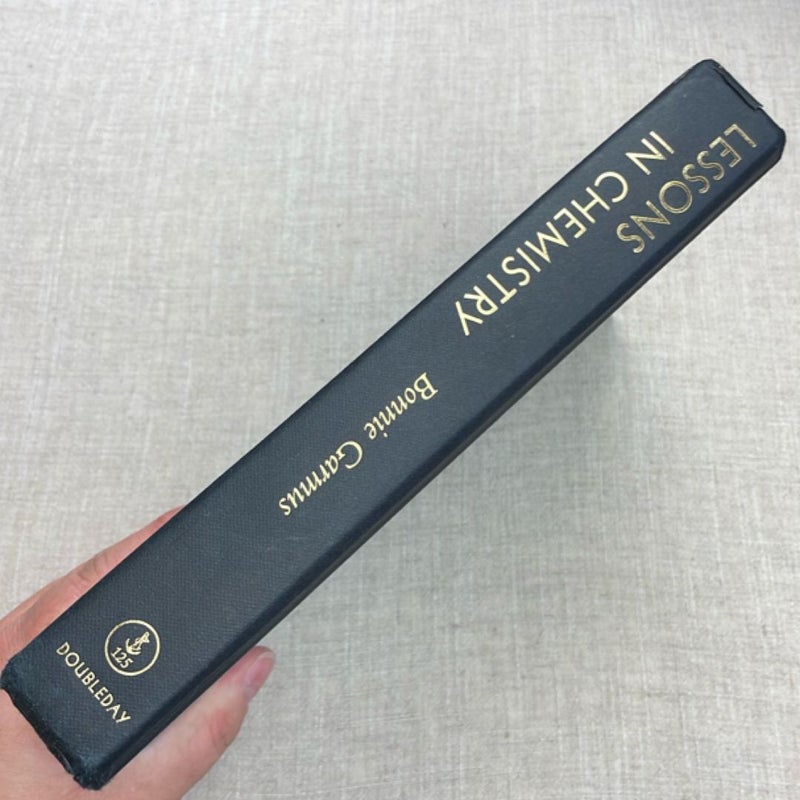 LESSONS
IN CHEMISTRY
Bonnie Garmus
125
DOUBLEDAY